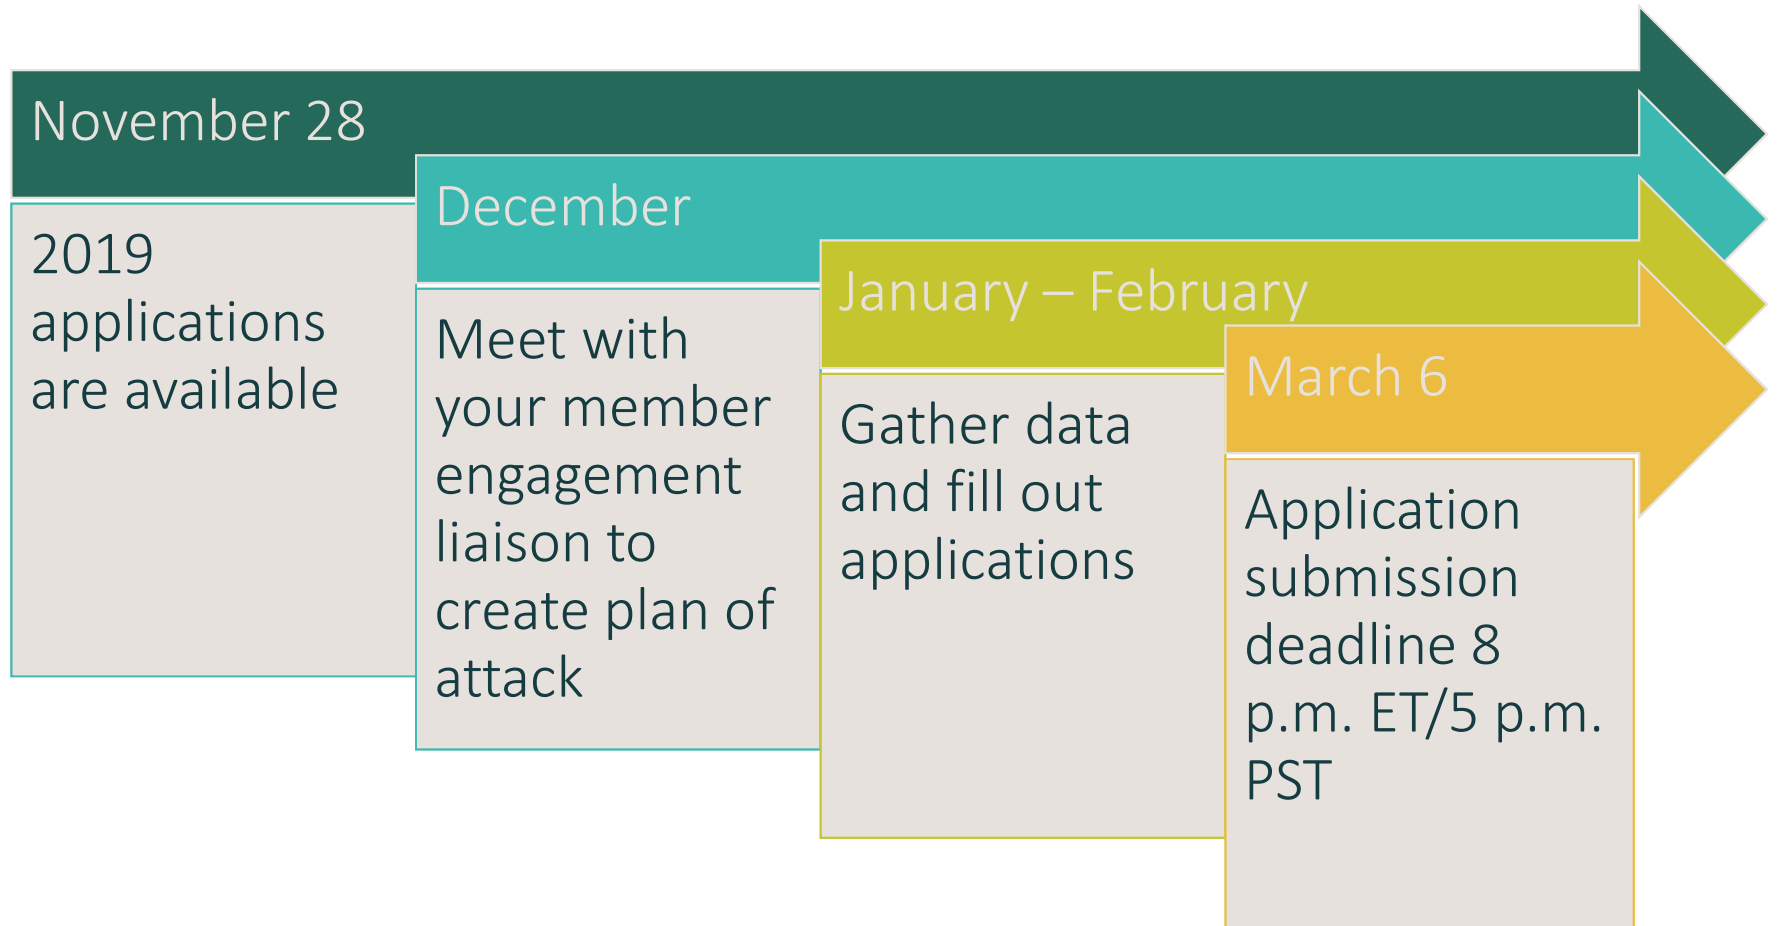 November 28
2019
applications
are available
December
Meet with
your member
engagement
liaison to
create plan of
attack
January – February
Gather data
and fill out
applications
March 6
Application
submission
deadline 8
p.m. ET/5 p.m.
PST